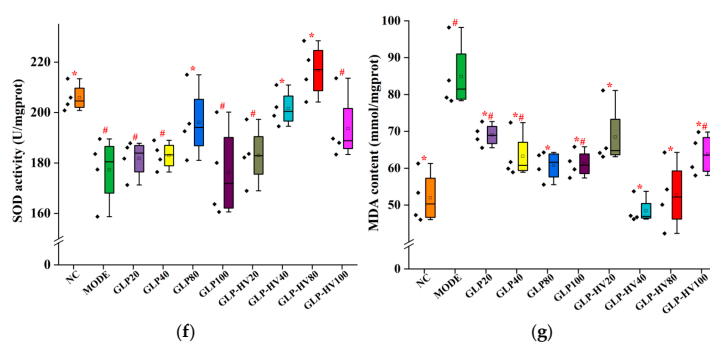 SOD activity (U/mgprot)
220
200
180
160
0
* # # # * # # * * #
NC MODE GLP20 GLP40 GLP80 GLP100 GLP-HV20 GLP-HV40 GLP-HV80 GLP-HV100
(f)
MDA content (mmol/mgprot)
100
90
80
70
60
50
0
* # *# *# * *# * * * *#
NC MODE GLP20 GLP40 GLP80 GLP100 GLP-HV20 GLP-HV40 GLP-HV80 GLP-HV100
(g)